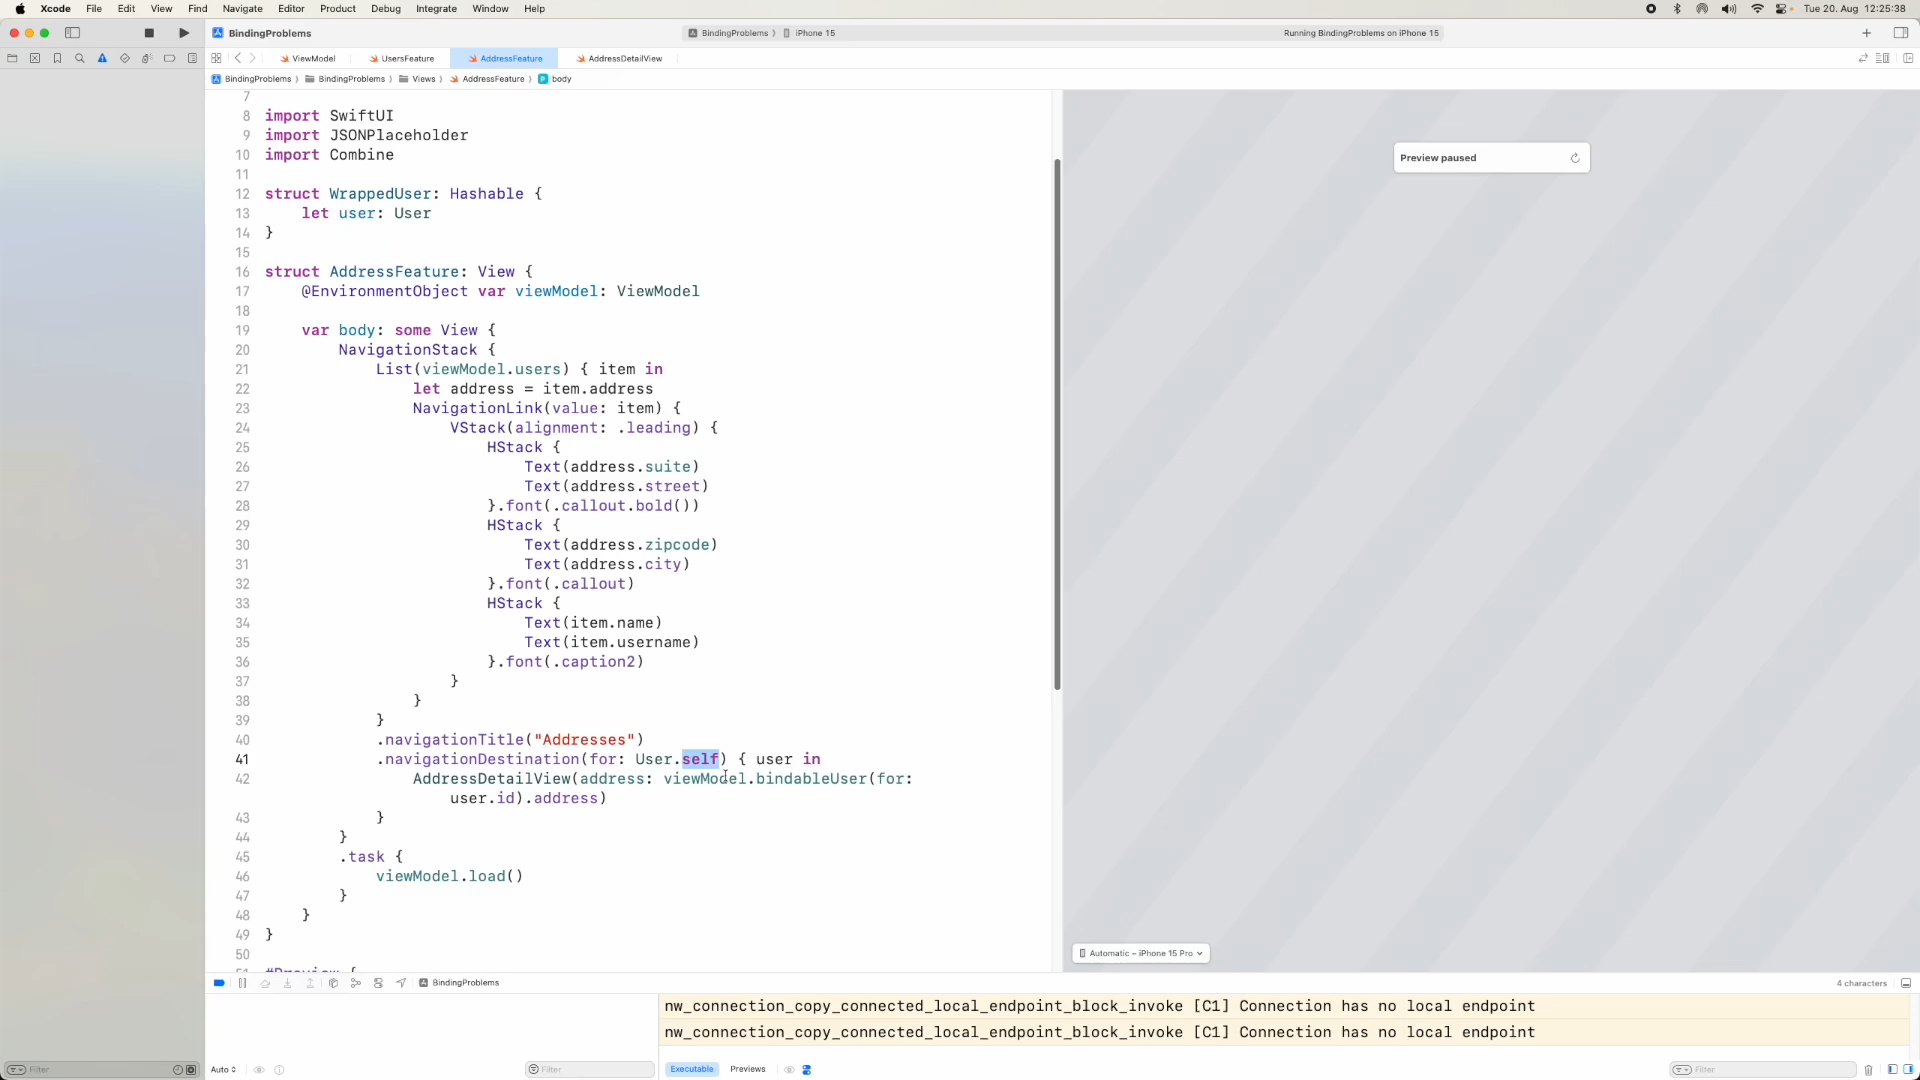 Xcode File Edit View Find Navigate Editor Product Debug Integrate Window Help
Tue 20. Aug 12:25:38
BindingProblems
BindingProblems 〉 iPhone 15
Running BindingProblems on iPhone 15
ViewModel UsersFeature AddressFeature AddressDetailView
BindingProblems 〉 BindingProblems 〉 Views 〉 AddressFeature 〉 P body
7
8 import SwiftUI
9 import JSONPlaceholder
10 import Combine
11
12 struct WrappedUser: Hashable {
13 let user: User
14 }
15
16 struct AddressFeature: View {
17 @EnvironmentObject var viewModel: ViewModel
18
19 var body: some View {
20 NavigationStack {
21 List(viewModel.users) { item in
22 let address = item.address
23 NavigationLink(value: item) {
24 VStack(alignment: .leading) {
25 HStack {
26 Text(address.suite)
27 Text(address.street)
28 }.font(.callout.bold())
29 HStack {
30 Text(address.zipcode)
31 Text(address.city)
32 }.font(.callout)
33 HStack {
34 Text(item.name)
35 Text(item.username)
36 }.font(.caption2)
37 }
38 }
39 }
40 .navigationTitle("Addresses")
41 .navigationDestination(for: User.self) { user in
42 AddressDetailView(address: viewModel.bindableUser(for:
user.id).address)
43 }
44 }
45 .task {
46 viewModel.load()
47 }
48 }
49 }
50
51 #Preview {
Preview paused
Automatic – iPhone 15 Pro
BindingProblems
4 characters
nw_connection_copy_connected_local_endpoint_block_invoke [C1] Connection has no local endpoint
nw_connection_copy_connected_local_endpoint_block_invoke [C1] Connection has no local endpoint
Filter
Auto
Filter
Executable Previews
Filter